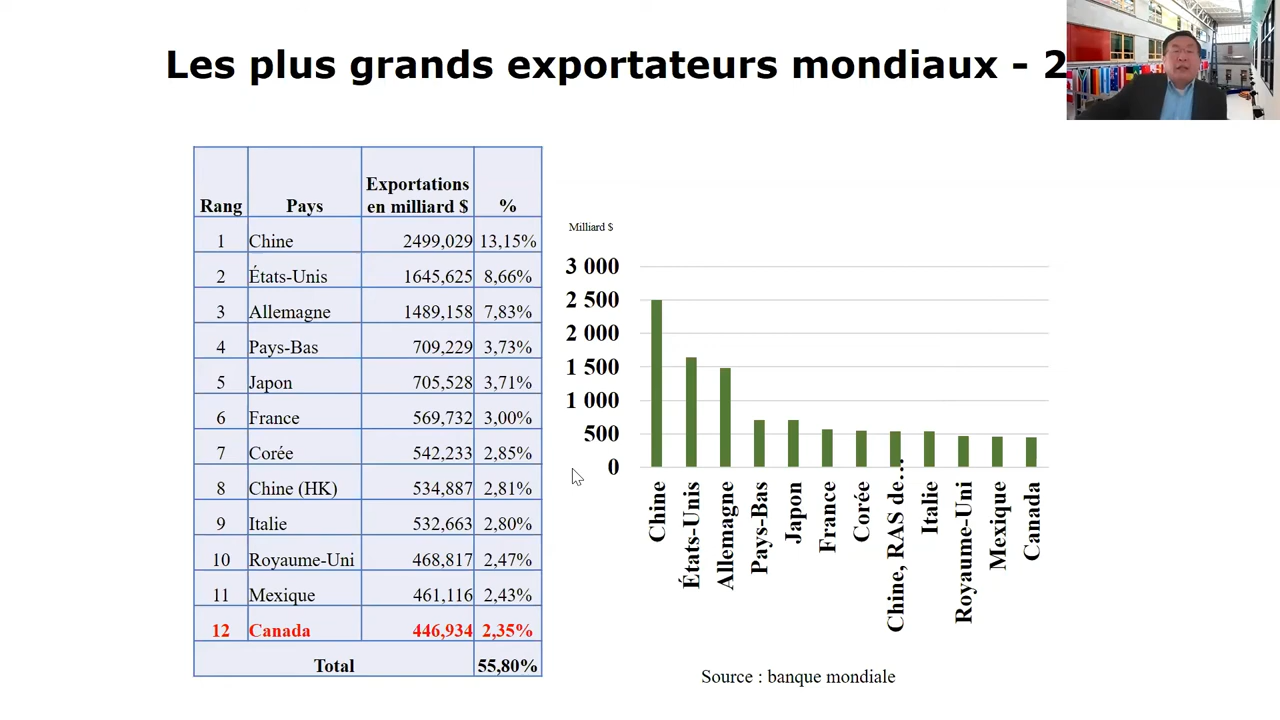 Les plus grands exportateurs mondiaux - 2
Rang Pays Exportations en milliard $ %
1 Chine 2499,029 13,15%
2 États-Unis 1645,625 8,66%
3 Allemagne 1489,158 7,83%
4 Pays-Bas 709,229 3,73%
5 Japon 705,528 3,71%
6 France 569,732 3,00%
7 Corée 542,233 2,85%
8 Chine (HK) 534,887 2,81%
9 Italie 532,663 2,80%
10 Royaume-Uni 468,817 2,47%
11 Mexique 461,116 2,43%
12 Canada 446,934 2,35%
Total 55,80%
Milliard $
3 000
2 500
2 000
1 500
1 000
500
0
Chine
États-Unis
Allemagne
Pays-Bas
Japon
France
Corée
Chine, RAS de…
Italie
Royaume-Uni
Mexique
Canada
Source : banque mondiale